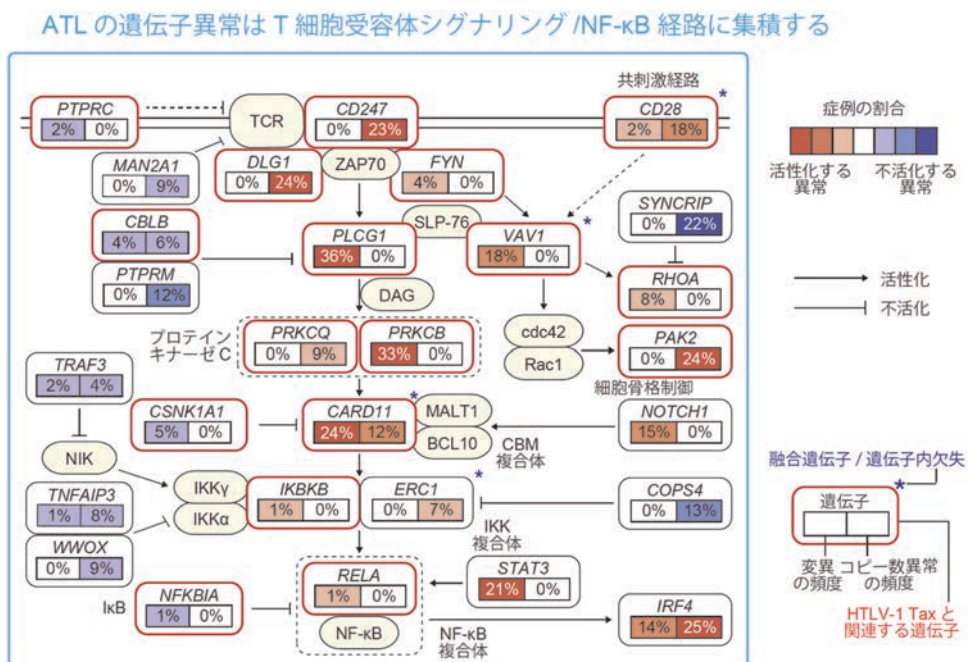 ATL の遺伝子異常は T 細胞受容体シグナリング /NF-κB 経路に集積する
共刺激経路
PTPRC
2% 0%
TCR
CD247
0% 23%
CD28
2% 18%
*
MAN2A1
0% 9%
DLG1
0% 24%
ZAP70
FYN
4% 0%
CBLB
4% 6%
PLCG1
36% 0%
SLP-76
VAV1
18% 0%
*
SYNCRIP
0% 22%
PTPRM
0% 12%
DAG
RHOA
8% 0%
プロテイン
キナーゼ C
PRKCQ
0% 9%
PRKCB
33% 0%
cdc42
Rac1
PAK2
0% 24%
細胞骨格制御
TRAF3
2% 4%
CSNK1A1
5% 0%
CARD11
24% 12%
*
MALT1
BCL10
CBM
複合体
NOTCH1
15% 0%
NIK
IKKγ
IKKα
IKBKB
1% 0%
ERC1
0% 7%
*
IKK
複合体
COPS4
0% 13%
TNFAIP3
1% 8%
WWOX
0% 9%
IκB
NFKBIA
1% 0%
RELA
1% 0%
NF-κB
STAT3
21% 0%
NF-κB
複合体
IRF4
14% 25%
症例の割合
活性化する
異常
不活化する
異常
活性化
不活化
融合遺伝子 / 遺伝子内欠失
*
遺伝子
変異
の頻度
コピー数異常
の頻度
HTLV-1 Tax と
関連する遺伝子